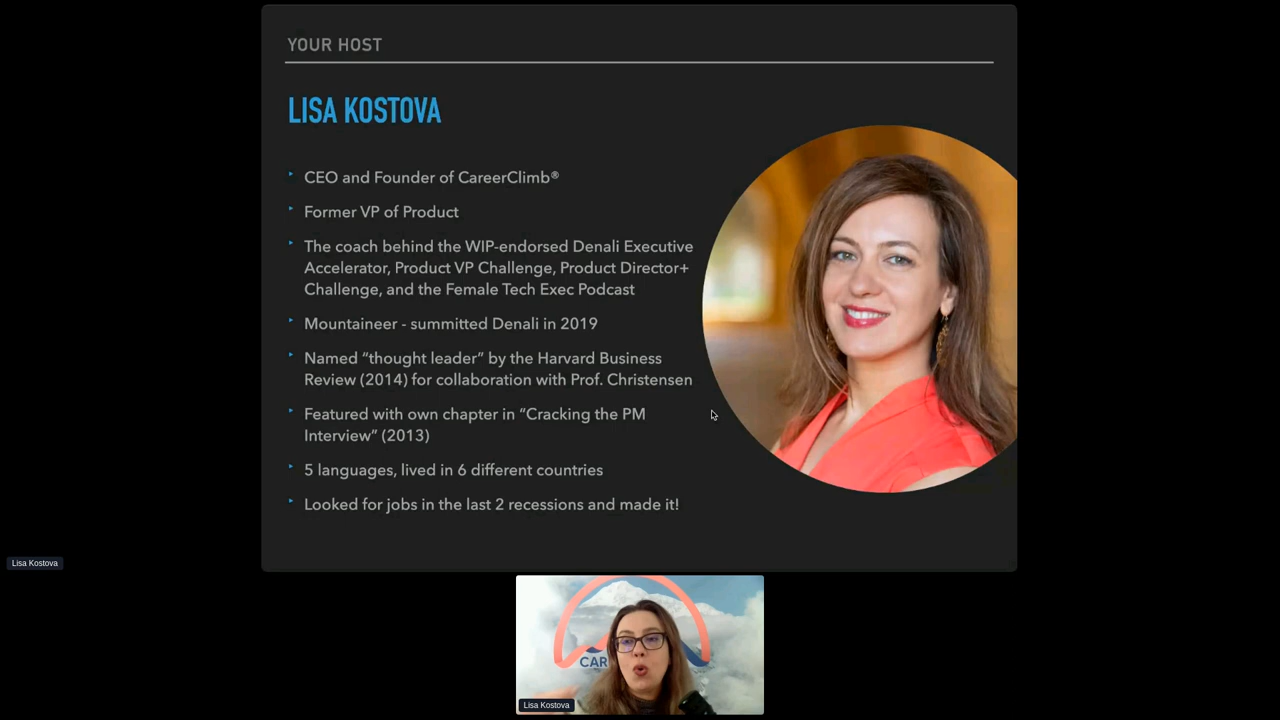 YOUR HOST
LISA KOSTOVA
CEO and Founder of CareerClimb®
Former VP of Product
The coach behind the WIP-endorsed Denali Executive
Accelerator, Product VP Challenge, Product Director+
Challenge, and the Female Tech Exec Podcast
Mountaineer - summitted Denali in 2019
Named “thought leader” by the Harvard Business
Review (2014) for collaboration with Prof. Christensen
Featured with own chapter in “Cracking the PM
Interview” (2013)
5 languages, lived in 6 different countries
Looked for jobs in the last 2 recessions and made it!
Lisa Kostova
CAR
Lisa Kostova